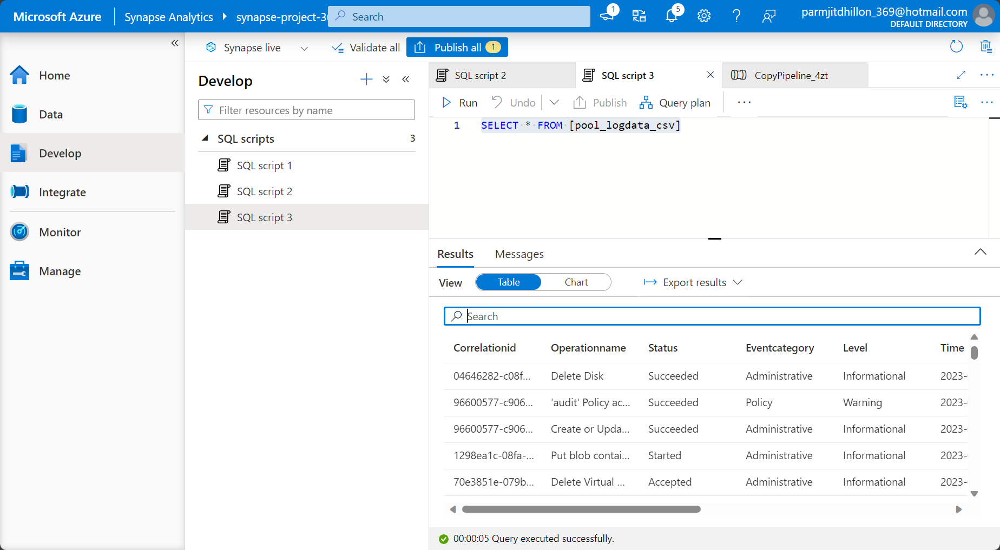 Microsoft Azure
Synapse Analytics
synapse-project-36
Search
1
5
parmjitdhillon_369@hotmail.com
DEFAULT DIRECTORY
Synapse live
Validate all
Publish all 1
Home
Data
Develop
Integrate
Monitor
Manage
Develop
Filter resources by name
SQL scripts 3
SQL script 1
SQL script 2
SQL script 3
SQL script 2
SQL script 3
CopyPipeline_4zt
Run
Undo
Publish
Query plan
1 SELECT * FROM [pool_logdata_csv]
Results
Messages
View
Table
Chart
Export results
Search
Correlationid Operationname Status Eventcategory Level Time
04646282-c08f... Delete Disk Succeeded Administrative Informational 2023-
96600577-c906... 'audit' Policy ac... Succeeded Policy Warning 2023-
96600577-c906... Create or Upda... Succeeded Administrative Informational 2023-
1298ea1c-08fa-... Put blob contai... Started Administrative Informational 2023-
70e3851e-079b... Delete Virtual ... Accepted Administrative Informational 2023-
00:00:05 Query executed successfully.